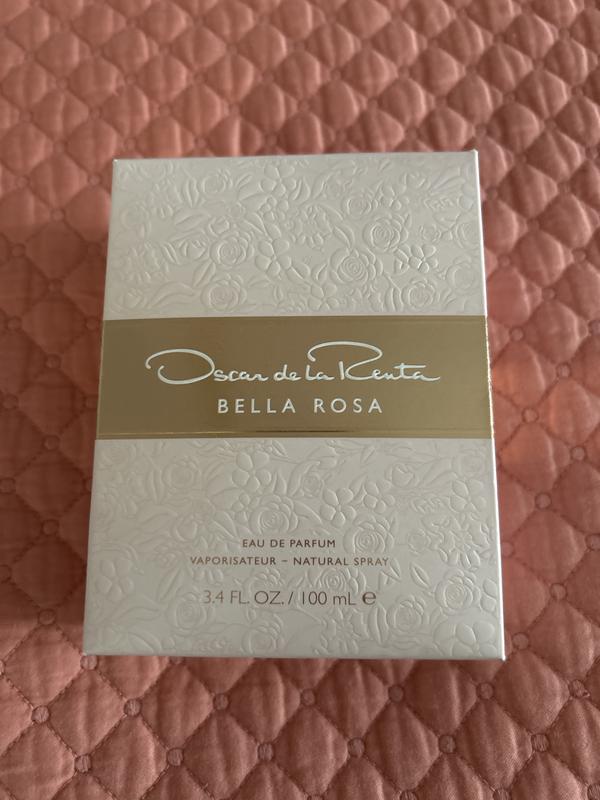 Oscar de la Renta
BELLA ROSA
EAU DE PARFUM
VAPORISATEUR – NATURAL SPRAY
3.4 FL. OZ. / 100 mL ℮